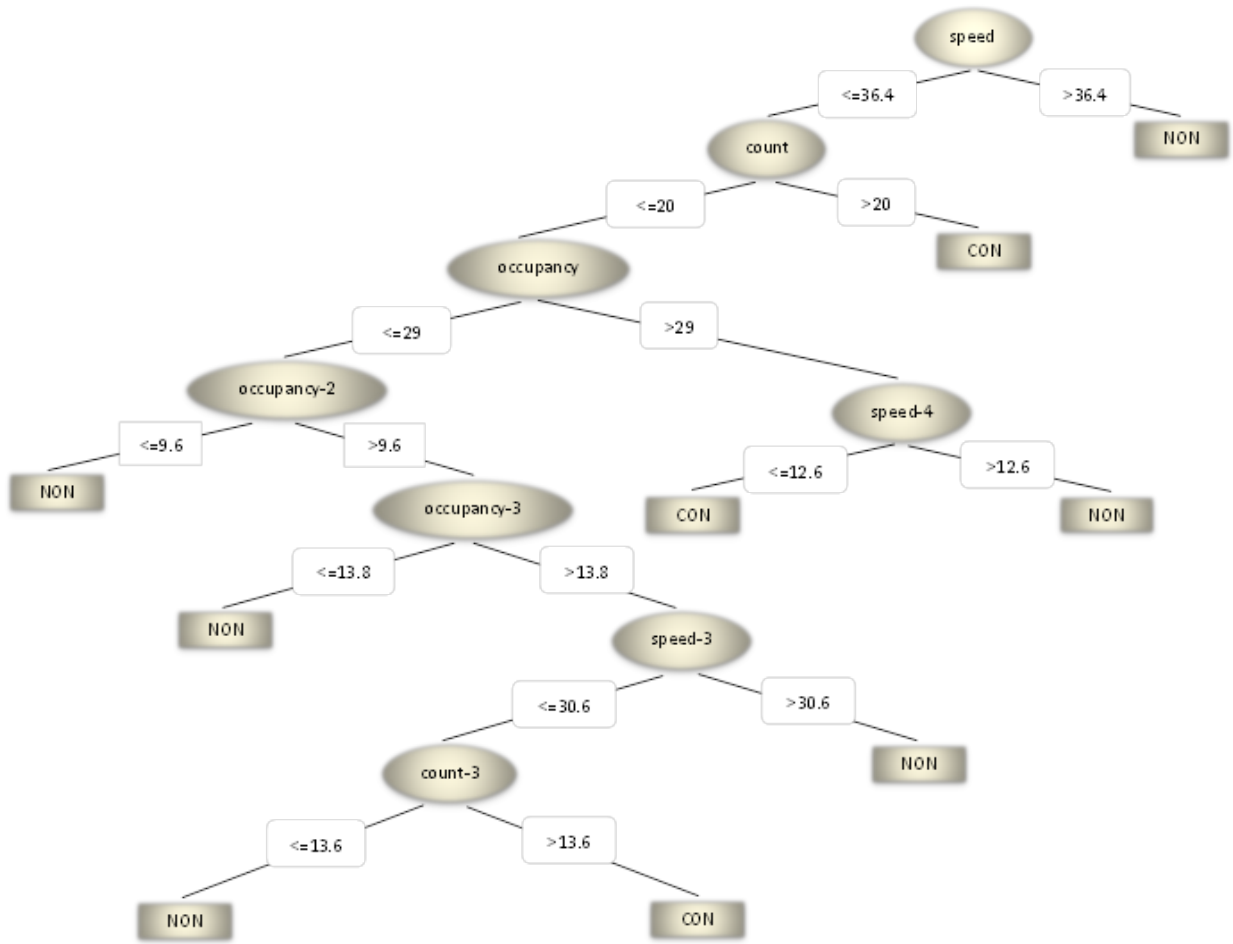 speed
<=36.4
>36.4
NON
count
<=20
>20
CON
occupancy
<=29
>29
occupancy-2
speed-4
<=9.6
>9.6
<=12.6
>12.6
NON
occupancy-3
CON
NON
<=13.8
>13.8
NON
speed-3
<=30.6
>30.6
NON
count-3
<=13.6
>13.6
NON
CON